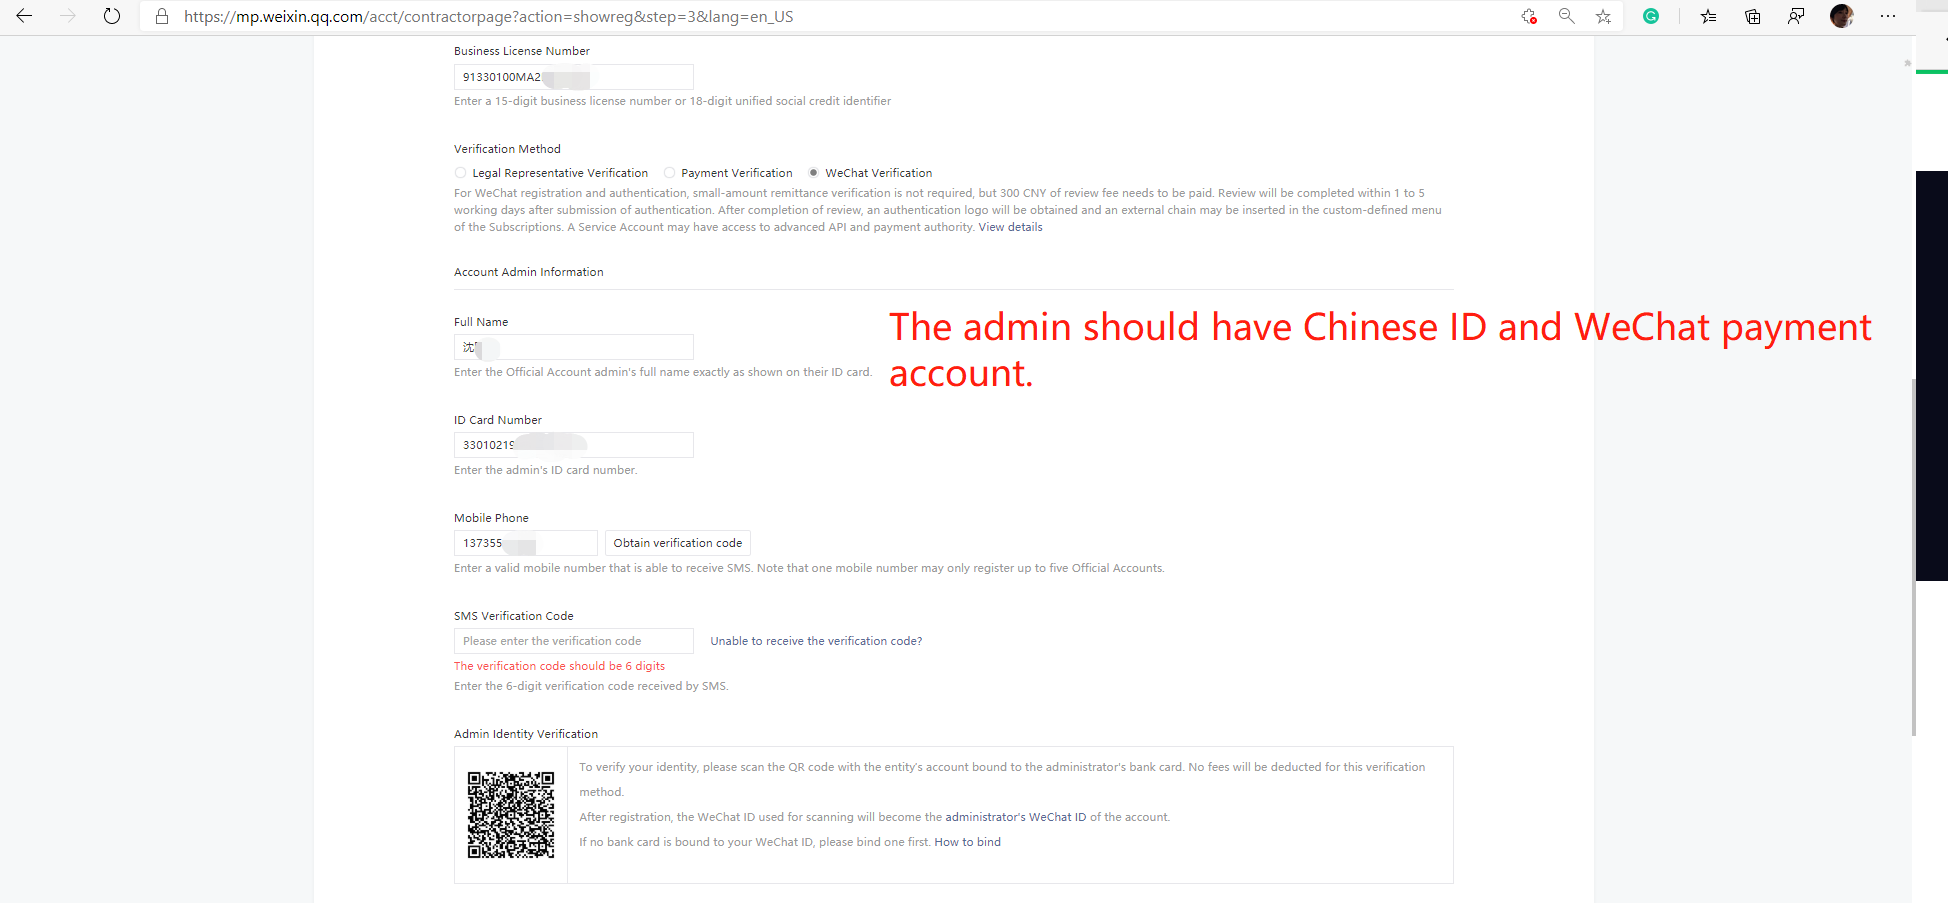 https://mp.weixin.qq.com/acct/contractorpage?action=showreg&step=3&lang=en_US
Business License Number
91330100MA2
Enter a 15-digit business license number or 18-digit unified social credit identifier
Verification Method
Legal Representative Verification Payment Verification WeChat Verification
For WeChat registration and authentication, small-amount remittance verification is not required, but 300 CNY of review fee needs to be paid. Review will be completed within 1 to 5
working days after submission of authentication. After completion of review, an authentication logo will be obtained and an external chain may be inserted in the custom-defined menu
of the Subscriptions. A Service Account may have access to advanced API and payment authority. View details
Account Admin Information
The admin should have Chinese ID and WeChat payment
account.
Full Name
沈
Enter the Official Account admin's full name exactly as shown on their ID card.
ID Card Number
33010219
Enter the admin's ID card number.
Mobile Phone
137355
Obtain verification code
Enter a valid mobile number that is able to receive SMS. Note that one mobile number may only register up to five Official Accounts.
SMS Verification Code
Please enter the verification code
Unable to receive the verification code?
The verification code should be 6 digits
Enter the 6-digit verification code received by SMS.
Admin Identity Verification
To verify your identity, please scan the QR code with the entity's account bound to the administrator's bank card. No fees will be deducted for this verification
method.
After registration, the WeChat ID used for scanning will become the administrator's WeChat ID of the account.
If no bank card is bound to your WeChat ID, please bind one first. How to bind